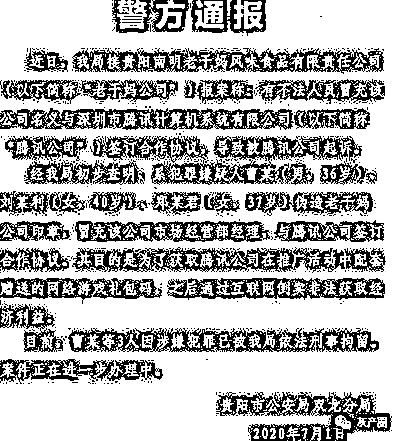 警方通报
近日，我局接贵阳南明老干妈风味食品有限责任公司
（以下简称“老干妈公司”）报案称：有不法人员冒充该
公司名义与深圳市腾讯计算机系统有限公司（以下简称
“腾讯公司”）签订合作协议，导致被腾讯公司起诉。
经我局初步查明，系犯罪嫌疑人曹某（男，36岁）、
刘某利（女，40岁）、郑某君（女，37岁）伪造老干妈
公司印章，冒充该公司市场经营部经理，与腾讯公司签订
合作协议。其目的是为了获取腾讯公司在推广活动中配套
赠送的网络游戏礼包码，之后通过互联网倒卖非法获取经
济利益。
目前，曹某等3人因涉嫌犯罪已被我局依法刑事拘留，
案件正在进一步办理中。
贵阳市公安局双龙分局
2020年7月1日